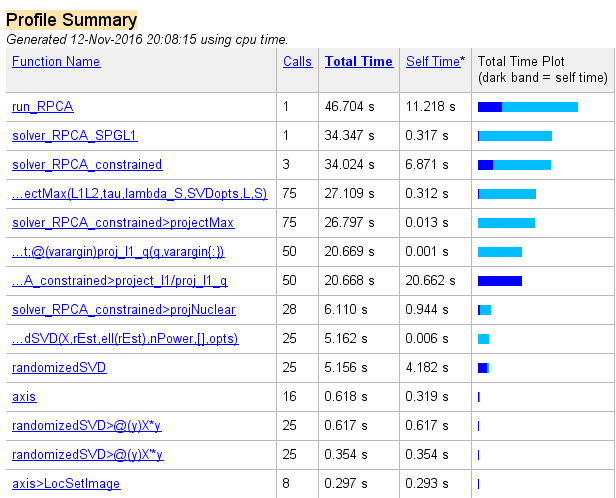 Profile Summary
Generated 12-Nov-2016 20:08:15 using cpu time.
Function Name Calls Total Time Self Time* Total Time Plot
(dark band = self time)
run_RPCA 1 46.704 s 11.218 s
solver_RPCA_SPGL1 1 34.347 s 0.317 s
solver_RPCA_constrained 3 34.024 s 6.871 s
...ectMax(L1L2,tau,lambda_S,SVDopts,L,S) 75 27.109 s 0.312 s
solver_RPCA_constrained>projectMax 75 26.797 s 0.013 s
...t;@(varargin)proj_l1_q(q,varargin{:}) 50 20.669 s 0.001 s
...A_constrained>project_l1/proj_l1_q 50 20.668 s 20.662 s
solver_RPCA_constrained>projNuclear 28 6.110 s 0.944 s
...dSVD(X,rEst,ell(rEst),nPower,[],opts) 25 5.162 s 0.006 s
randomizedSVD 25 5.156 s 4.182 s
axis 16 0.618 s 0.319 s
randomizedSVD>@(y)X*y 25 0.617 s 0.617 s
randomizedSVD>@(y)X'*y 25 0.354 s 0.354 s
axis>LocSetImage 8 0.297 s 0.293 s